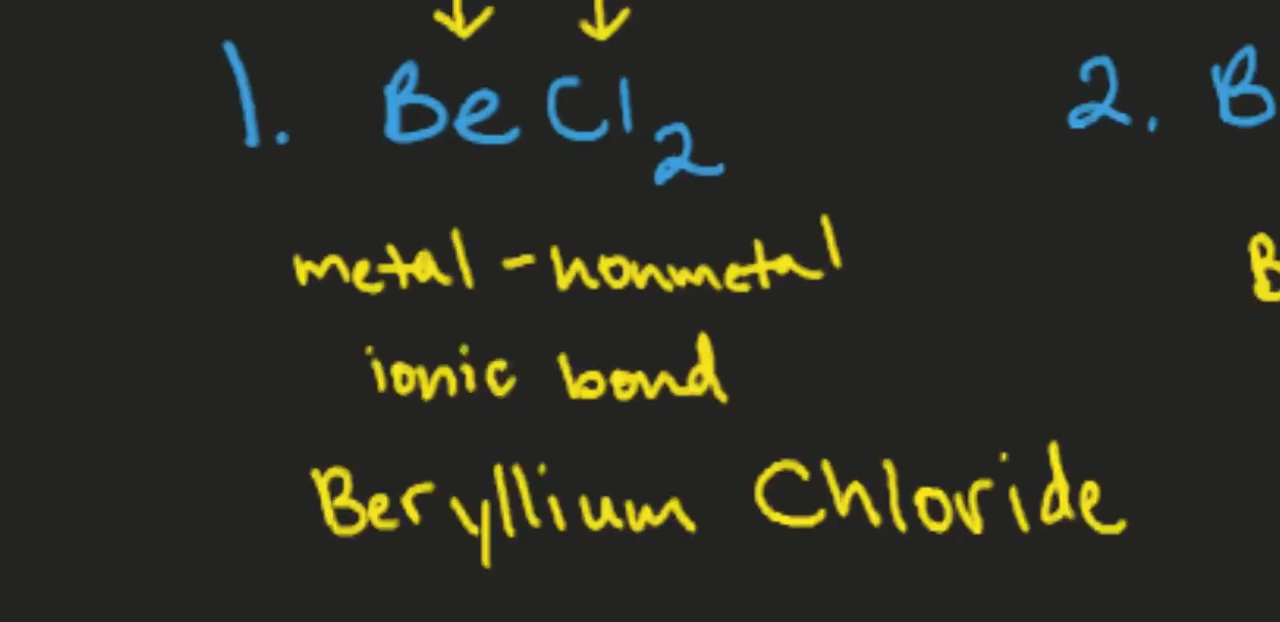 1. BeCl2
2. B
metal - nonmetal
B
ionic bond
Beryllium Chloride